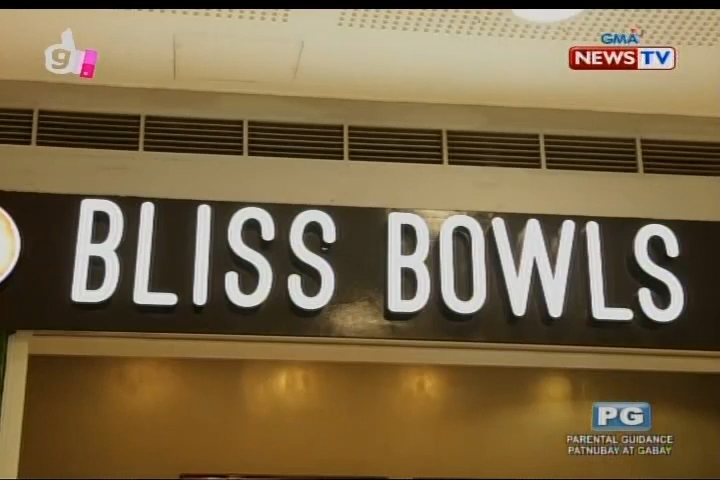 g
GMA
NEWS TV
BLISS BOWLS
PG
PARENTAL GUIDANCE
PATNUBAY AT GABAY